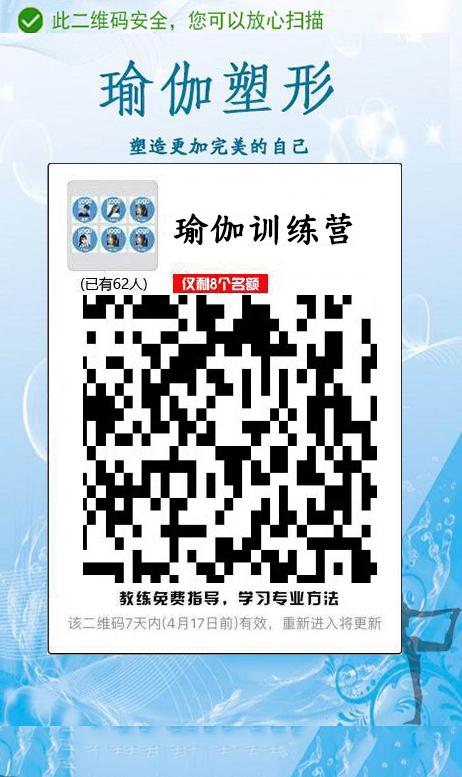 此二维码安全，您可以放心扫描
瑜伽塑形
塑造更加完美的自己
瑜伽训练营
(已有62人)
仅剩8个名额
教练免费指导，学习专业方法
该二维码7天内(4月17日前)有效，重新进入将更新